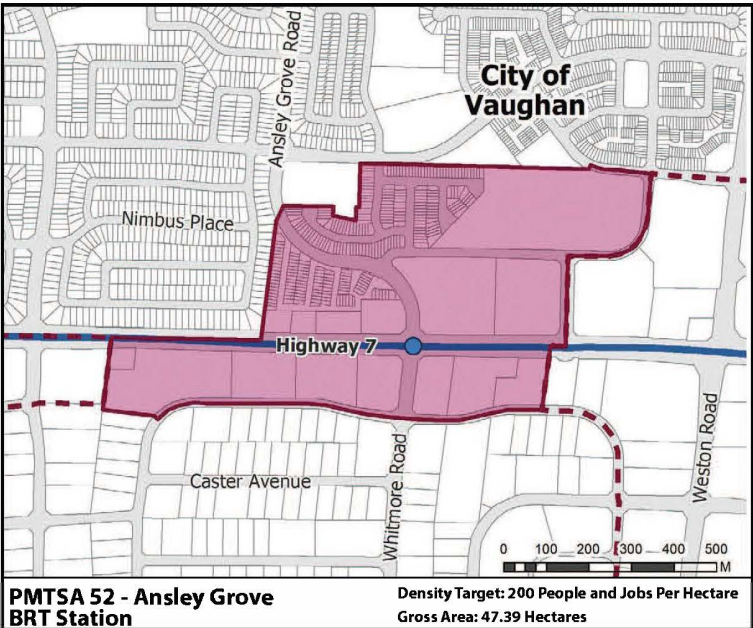 Ansley Grove Road
City of
Vaughan
Nimbus Place
Highway 7
Weston Road
Whitmore Road
Caster Avenue
0 100 200 300 400 500
M
PMTSA 52 - Ansley Grove
BRT Station
Density Target: 200 People and Jobs Per Hectare
Gross Area: 47.39 Hectares